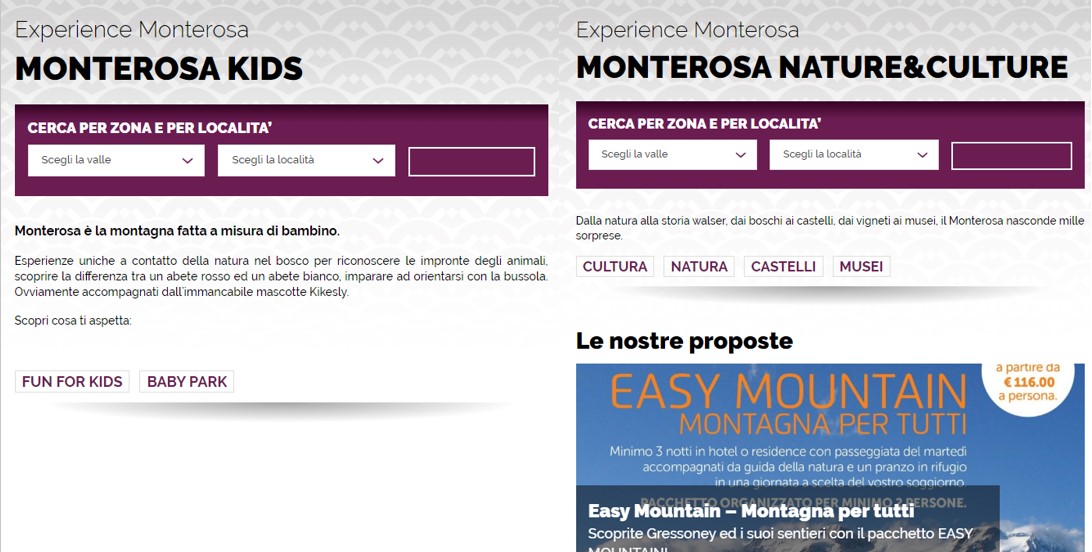 Experience Monterosa
MONTEROSA KIDS
CERCA PER ZONA E PER LOCALITA'
Scegli la valle
Scegli la località
Monterosa è la montagna fatta a misura di bambino.
Esperienze uniche a contatto della natura nel bosco per riconoscere le impronte degli animali,
scoprire la differenza tra un abete rosso ed un abete bianco, imparare ad orientarsi con la bussola.
Ovviamente accompagnati dall'immancabile mascotte Kikesly.
Scopri cosa ti aspetta:
FUN FOR KIDS
BABY PARK
Experience Monterosa
MONTEROSA NATURE&CULTURE
CERCA PER ZONA E PER LOCALITA'
Scegli la valle
Scegli la località
Dalla natura alla storia walser, dai boschi ai castelli, dai vigneti ai musei, il Monterosa nasconde mille
sorprese.
CULTURA
NATURA
CASTELLI
MUSEI
Le nostre proposte
a partire da
€ 116.00
a persona.
EASY MOUNTAIN
MONTAGNA PER TUTTI
Minimo 3 notti in hotel o residence con passeggiata del martedì
accompagnati da guida della natura e un pranzo in rifugio
in una giornata a scelta del vostro soggiorno
PACCHETTO ORGANIZZATO PER MINIMO 2 PERSONE.
Easy Mountain – Montagna per tutti
Scoprite Gressoney ed i suoi sentieri con il pacchetto EASY
MOUNTAIN!